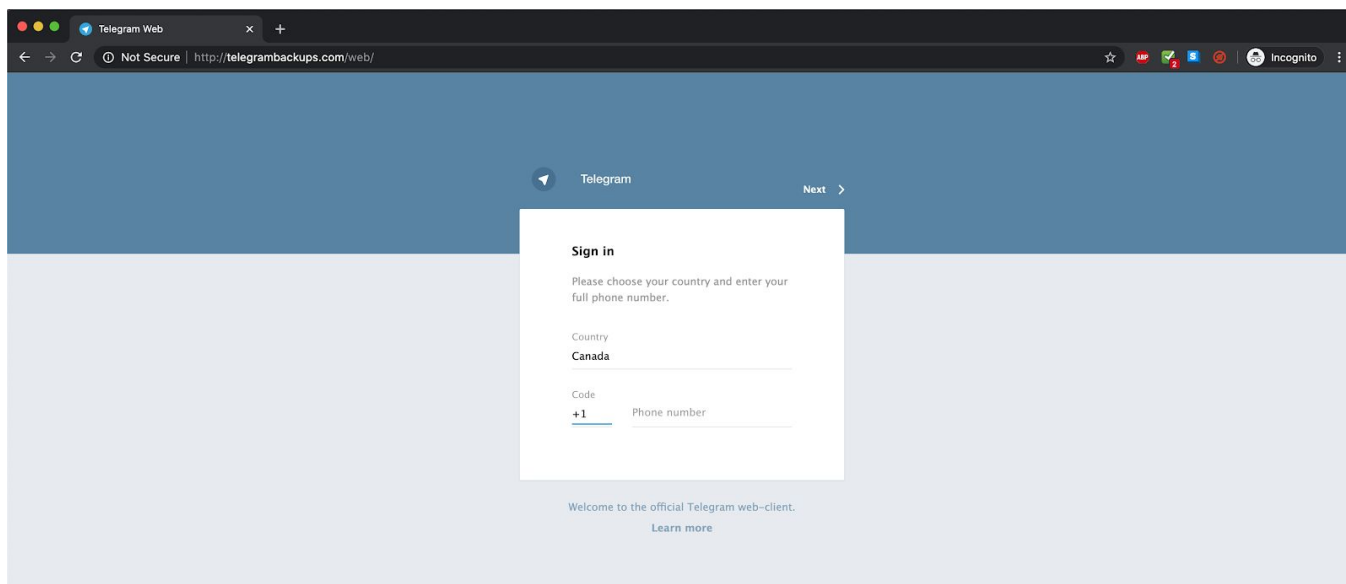 Telegram Web
Not Secure http://telegrambackups.com/web/ ABP 2 S Incognito
Telegram
Next
Sign in
Please choose your country and enter your
full phone number.
Country
Canada
Code
+1 Phone number
Welcome to the official Telegram web-client.
Learn more